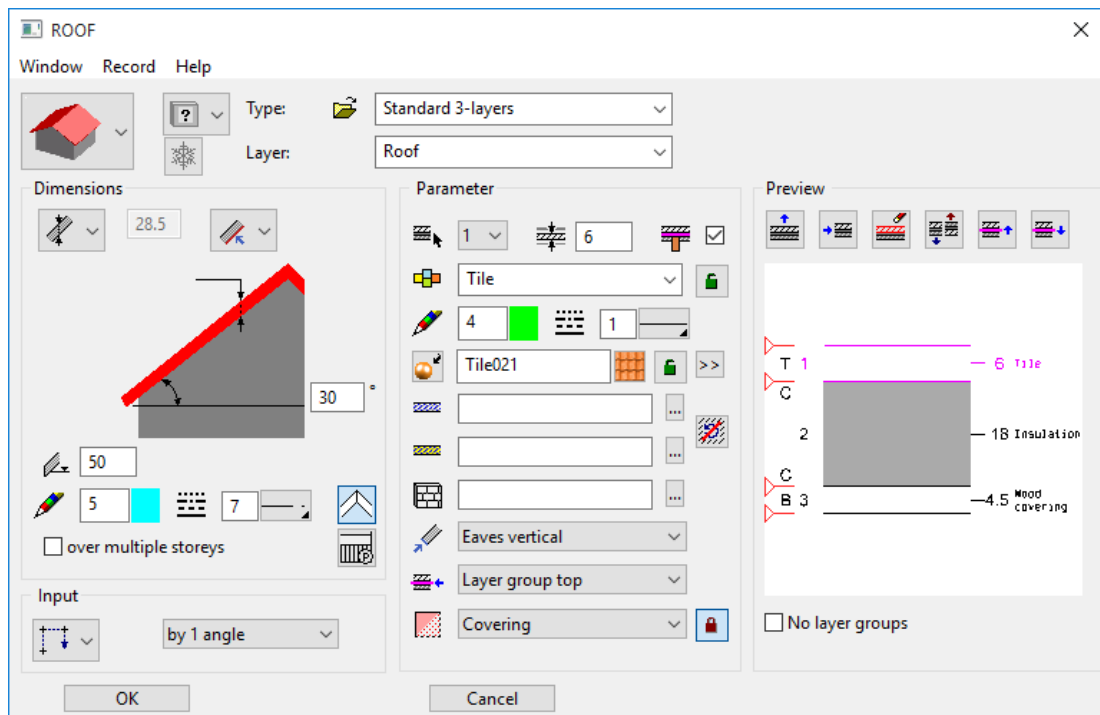 ROOF
Window Record Help
Type: Standard 3-layers
Layer: Roof
Dimensions
28.5
30 °
50
5 7
over multiple storeys
Input
by 1 angle
OK
Parameter
1 6
Tile
4 1
Tile021 >>
...
...
...
Eaves vertical
Layer group top
Covering
Cancel
Preview
T 1 6 Tile
C
2 18 Insulation
C
B 3 4.5 Wood
covering
No layer groups